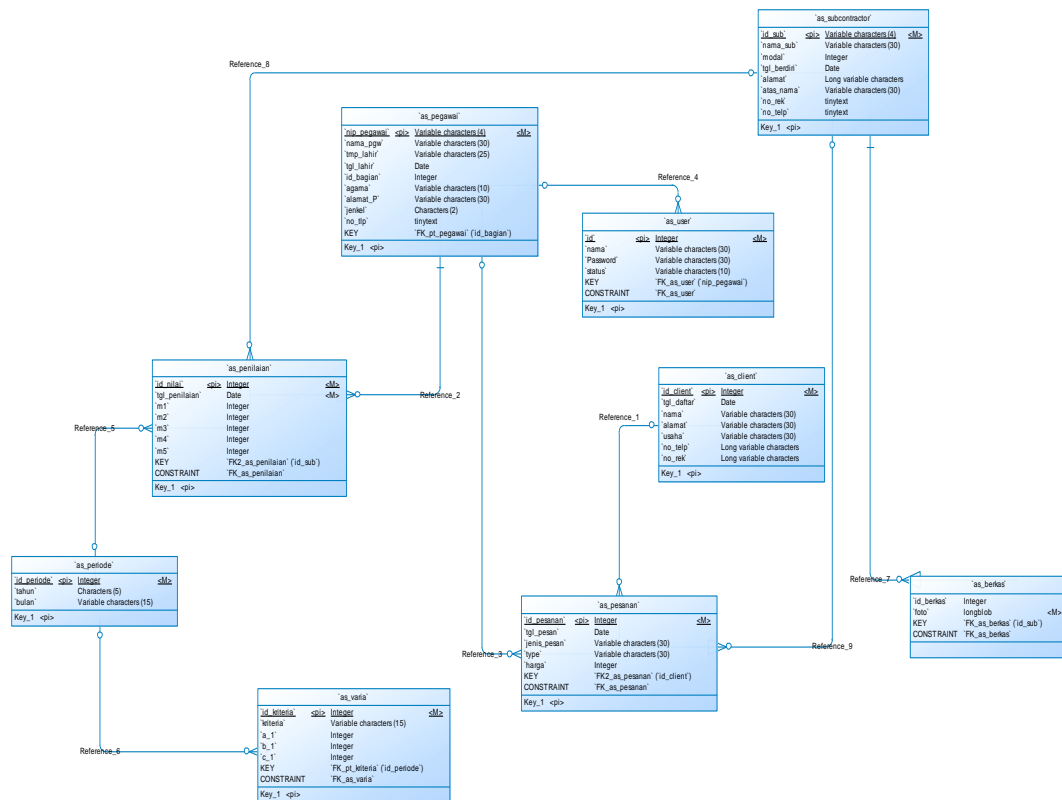 `as_subcontractor`
`id_sub` <pi> Variable characters (4) <M>
`nama_sub` Variable characters (30)
`modal` Integer
`tgl_berdiri` Date
`alamat` Long variable characters
`atas_nama` Variable characters (30)
`no_rek` tinytext
`no_telp` tinytext
Key_1 <pi>
Reference_8
`as_pegawai`
`nip_pegawai` <pi> Variable characters (4) <M>
`nama_pgw` Variable characters (30)
`tmp_lahir` Variable characters (25)
`tgl_lahir` Date
`id_bagian` Integer
`agama` Variable characters (10)
`alamat_P` Variable characters (30)
`jenkel` Characters (2)
`no_tlp` tinytext
KEY `FK_pt_pegawai` (`id_bagian`)
Key_1 <pi>
Reference_4
`as_user`
`id` <pi> Integer <M>
`nama` Variable characters (30)
`Password` Variable characters (30)
`status` Variable characters (10)
KEY `FK_as_user` (`nip_pegawai`)
CONSTRAINT `FK_as_user`
Key_1 <pi>
`as_penilaian`
`id_nilai` <pi> Integer <M>
`tgl_penilaian` Date <M>
`m1` Integer
`m2` Integer
`m3` Integer
`m4` Integer
`m5` Integer
KEY `FK2_as_penilaian` (`id_sub`)
CONSTRAINT `FK_as_penilaian`
Key_1 <pi>
Reference_2
Reference_5
`as_client`
`id_client` <pi> Integer <M>
`tgl_daftar` Date
`nama` Variable characters (30)
`alamat` Variable characters (30)
`usaha` Variable characters (30)
`no_telp` Long variable characters
`no_rek` Long variable characters
Key_1 <pi>
Reference_1
`as_periode`
`id_periode` <pi> Integer <M>
`tahun` Characters (5)
`bulan` Variable characters (15)
Key_1 <pi>
Reference_7
`as_berkas`
`id_berkas` Integer
`foto` longblob <M>
KEY `FK_as_berkas` (`id_sub`)
CONSTRAINT `FK_as_berkas`
`as_pesanan`
`id_pesanan` <pi> Integer <M>
`tgl_pesan` Date
`jenis_pesan` Variable characters (30)
`type` Variable characters (30)
`harga` Integer
KEY `FK2_as_pesanan` (`id_client`)
CONSTRAINT `FK_as_pesanan`
Key_1 <pi>
Reference_3
Reference_9
`as_varia`
`id_kriteria` <pi> Integer <M>
`kriteria` Variable characters (15)
`a_1` Integer
`b_1` Integer
`c_1` Integer
KEY `FK_pt_kriteria` (`id_periode`)
CONSTRAINT `FK_as_varia`
Key_1 <pi>
Reference_6